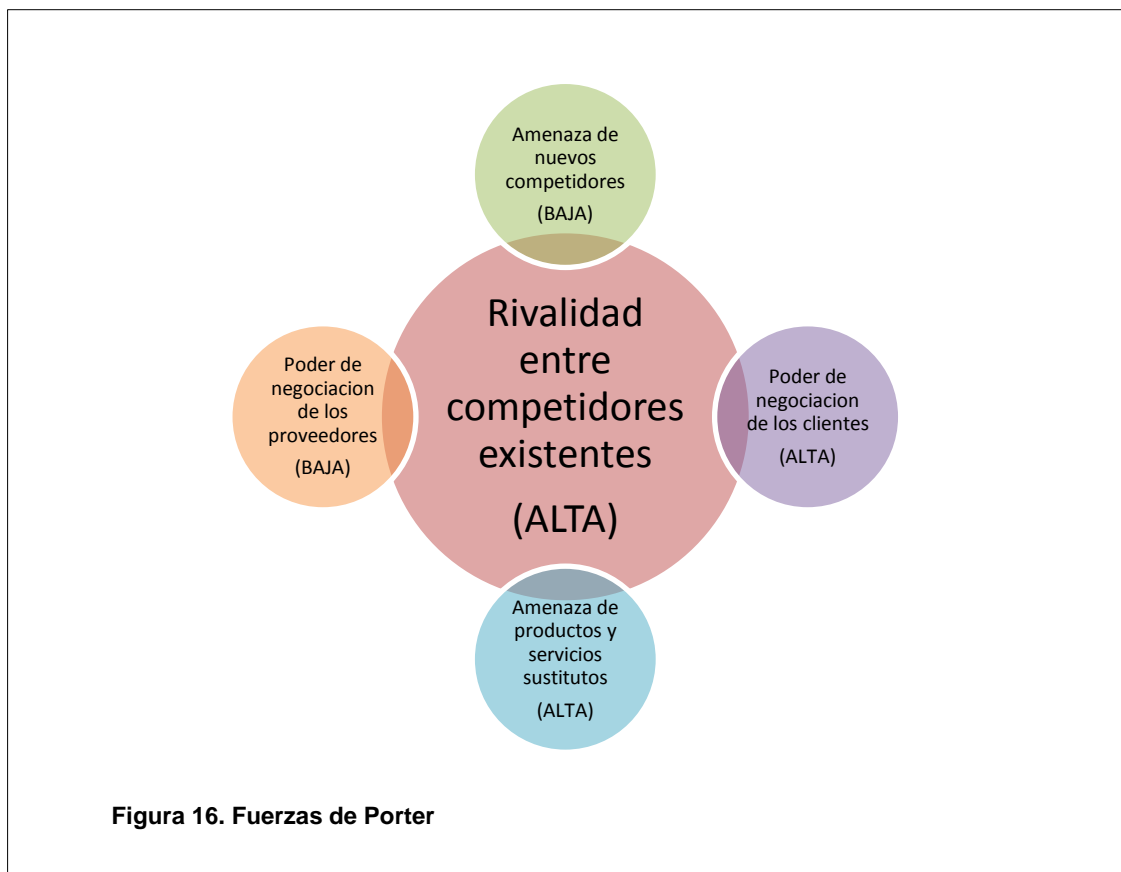 Amenaza de
nuevos
competidores
(BAJA)
Rivalidad
entre
competidores
existentes
(ALTA)
Poder de
negociacion
de los
proveedores
(BAJA)
Poder de
negociacion
de los clientes
(ALTA)
Amenaza de
productos y
servicios
sustitutos
(ALTA)
Figura 16. Fuerzas de Porter